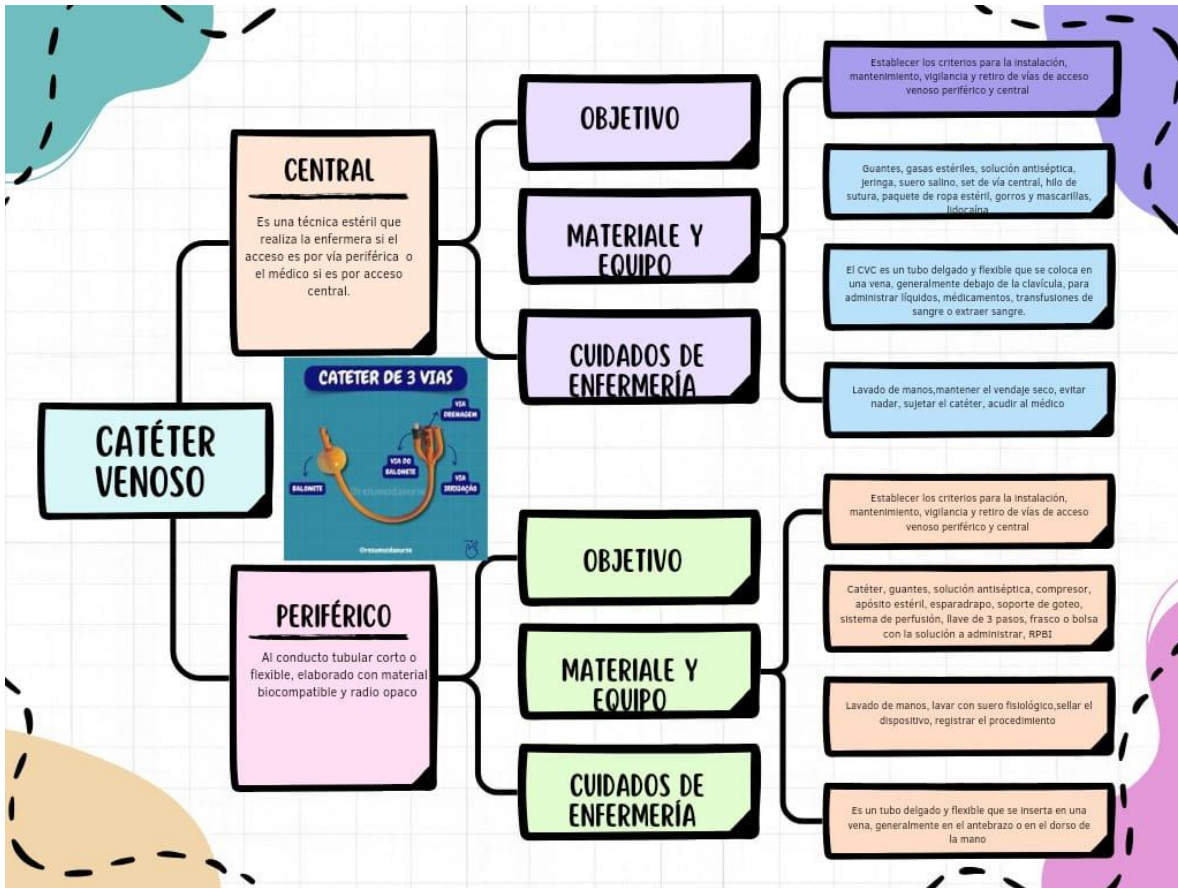 CATÉTER
VENOSO
CENTRAL
Es una técnica estéril que
realiza la enfermera si el
acceso es por vía periférica o
el médico si es por acceso
central.
CATETER DE 3 VIAS
VIA
DRENAGEM
VIA DO
BALONETE
BALONETE
VIA
IRRIGAÇÃO
@resumosdanurse
@resumosdanurse
OBJETIVO
MATERIALE Y
EQUIPO
CUIDADOS DE
ENFERMERÍA
Establecer los criterios para la instalación,
mantenimiento, vigilancia y retiro de vías de acceso
venoso periférico y central
Guantes, gasas estériles, solución antiséptica,
jeringa, suero salino, set de vía central, hilo de
sutura, paquete de ropa estéril, gorros y mascarillas,
lidocaína
El CVC es un tubo delgado y flexible que se coloca en
una vena, generalmente debajo de la clavícula, para
administrar líquidos, médicamentos, transfusiones de
sangre o extraer sangre.
Lavado de manos,mantener el vendaje seco, evitar
nadar, sujetar el catéter, acudir al médico
PERIFÉRICO
Al conducto tubular corto o
flexible, elaborado con material
biocompatible y radio opaco
OBJETIVO
MATERIALE Y
EQUIPO
CUIDADOS DE
ENFERMERÍA
Establecer los criterios para la instalación,
mantenimiento, vigilancia y retiro de vías de acceso
venoso periférico y central
Catéter, guantes, solución antiséptica, compresor,
apósito estéril, esparadrapo, soporte de goteo,
sistema de perfusión, llave de 3 pasos, frasco o bolsa
con la solución a administrar, RPBI
Lavado de manos, lavar con suero fisiológico,sellar el
dispositivo, registrar el procedimiento
Es un tubo delgado y flexible que se inserta en una
vena, generalmente en el antebrazo o en el dorso de
la mano